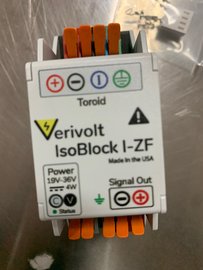 Toroid
Verivolt
IsoBlock I-ZF
Made in the USA
Power
19V-36V
4W
Signal Out
C V
Status